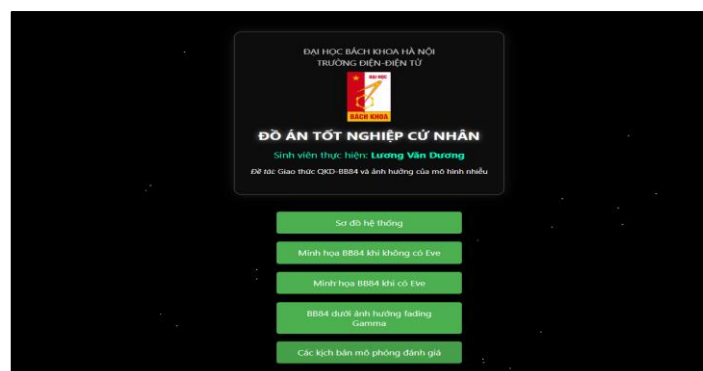 ĐẠI HỌC BÁCH KHOA HÀ NỘI
TRƯỜNG ĐIỆN-ĐIỆN TỬ
ĐẠI HỌC
BÁCH KHOA
ĐỒ ÁN TỐT NGHIỆP CỬ NHÂN
Sinh viên thực hiện: Lương Văn Dương
Đề tài: Giao thức QKD-BB84 và ảnh hưởng của mô hình nhiễu
Sơ đồ hệ thống
Minh họa BB84 khi không có Eve
Minh họa BB84 khi có Eve
BB84 dưới ảnh hưởng fading
Gamma
Các kịch bản mô phỏng đánh giá